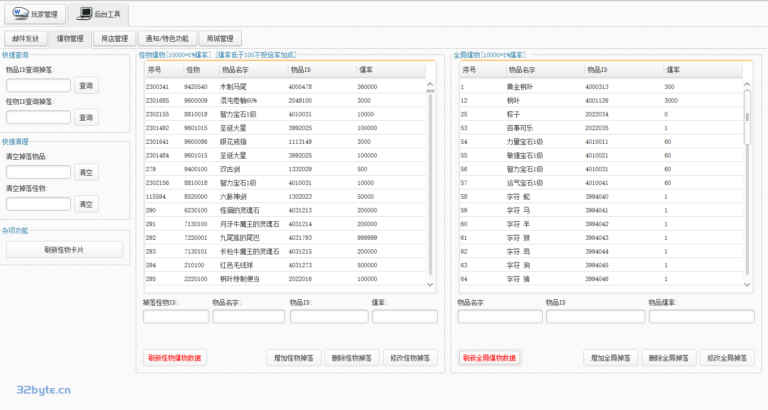 玩家管理 后台工具
邮件发放 爆物管理 商店管理 通知/特色功能 商城管理
快捷查询
物品ID查询掉落:
查询
怪物ID查询掉落:
查询
快捷清理
清空掉落物品:
清空
清空掉落怪物:
清空
杂项功能
刷新怪物卡片
怪物爆物[10000=1%爆率] [爆率低于100不受倍率加成]
序号 怪物 物品名字 物品ID 爆率
2300341 9420540 木制马尾 4000478 360000
2301685 9600009 混沌卷轴60% 2049100 3000
2302155 8810018 智力宝石1级 4010031 10000
2301492 9601015 圣诞大星 3992025 100000
2301641 9600086 银花戒指 1113149 3000
2301494 9601015 圣诞大星 3992025 100000
279 9400100 双古剑 1332029 500
2302156 8810018 智力宝石1级 4010031 10000
115594 8520000 六脉神剑 1302023 50000
290 6230100 怪猫的灵魂石 4031213 200000
291 7130100 月牙牛魔王的灵魂石 4031214 200000
292 7220001 九尾狐的尾巴 4031793 999999
293 7130101 长枪牛魔王的灵魂石 4031215 200000
294 210100 红色毛绒球 4031273 500000
295 2220100 枫叶特制便当 2022016 100000
掉落怪物ID: 物品名字: 物品ID: 爆率:
刷新怪物爆物数据 增加怪物掉落 删除怪物掉落 修改怪物掉落
全局爆物[10000=1%爆率]
序号 物品名字 物品ID 爆率
1 黄金枫叶 4000313 300
12 枫叶 4001126 3000
25 粽子 2022034 0
53 百事可乐 2022035 1
54 力量宝石1级 4010011 60
55 敏捷宝石1级 4010021 60
56 智力宝石1级 4010031 60
57 运气宝石1级 4010041 60
58 字符 蛇 3994040 1
59 字符 马 3994041 1
60 字符 羊 3994042 1
61 字符 猴 3994043 1
62 字符 鸡 3994044 1
63 字符 狗 3994045 1
64 字符 猪 3994046 1
物品名字 物品ID 物品爆率:
刷新全局爆物数据 增加全局掉落 删除全局掉落 修改全局掉落
32byte.cn